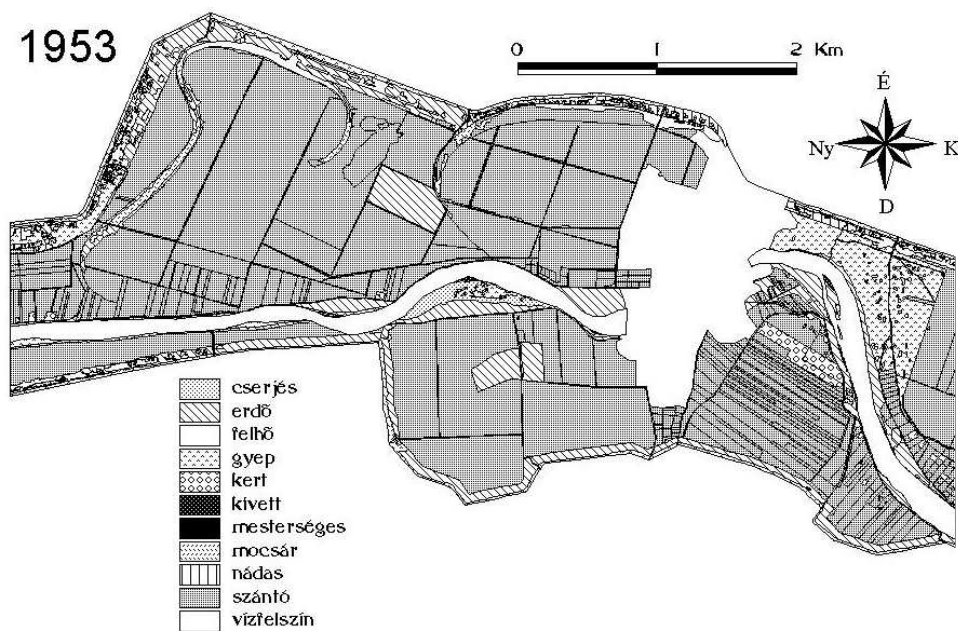 1953
0 1 2 Km
É
Ny K
D
cserjés
erdõ
felhõ
gyep
kert
kivett
mesterséges
mocsár
nádas
szántó
vízfelszín